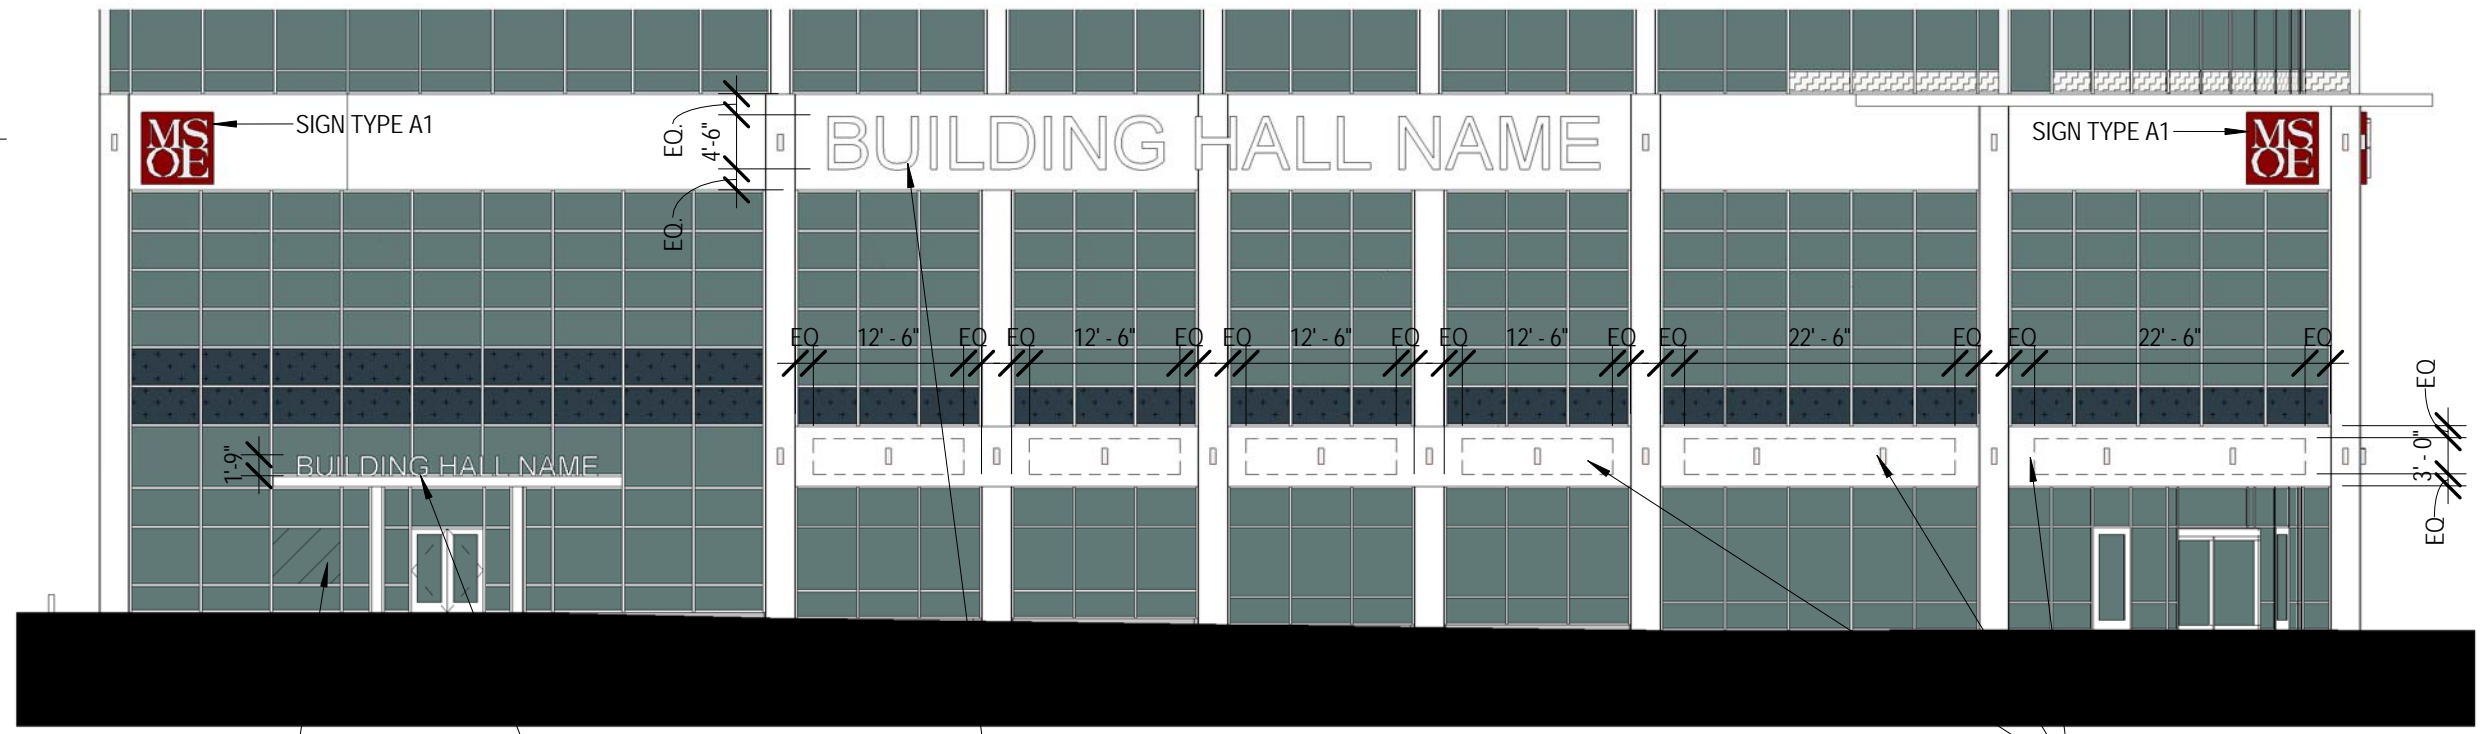 MS
OE
SIGN TYPE A1
EQ.
4'-6"
EQ.
BUILDING HALL NAME
SIGN TYPE A1
MS
OE
EQ 12' - 6" EQ EQ 12' - 6" EQ EQ 12' - 6" EQ EQ 12' - 6" EQ EQ 22' - 6" EQ EQ 22' - 6" EQ
EQ
3' - 0"
EQ
1'-9"
BUILDING HALL NAME